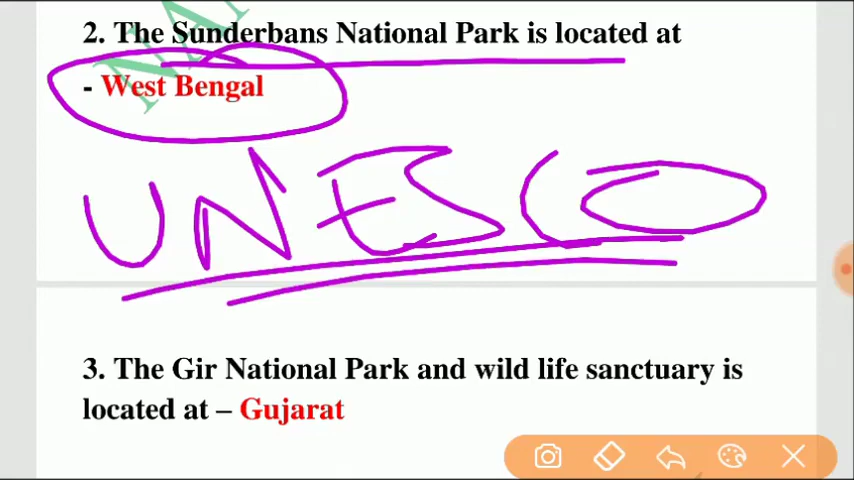 2. The Sunderbans National Park is located at
- West Bengal
UNESCO
3. The Gir National Park and wild life sanctuary is
located at – Gujarat